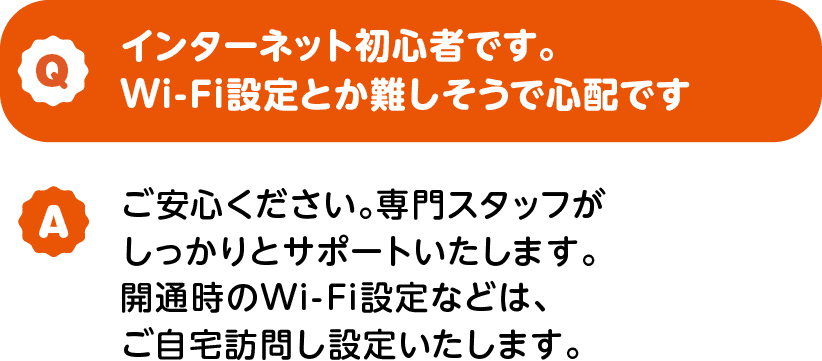 Q
インターネット初心者です。
Wi-Fi設定とか難しそうで心配です
A
ご安心ください。専門スタッフが
しっかりとサポートいたします。
開通時のWi-Fi設定などは、
ご自宅訪問し設定いたします。